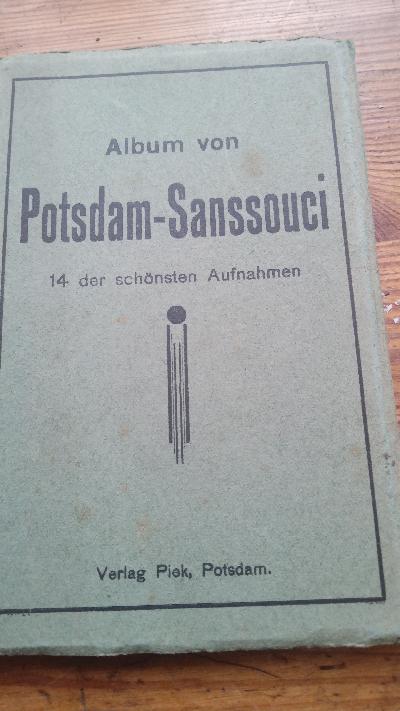 Album von
Potsdam-Sanssouci
14 der schönsten Aufnahmen
Verlag Piek, Potsdam.